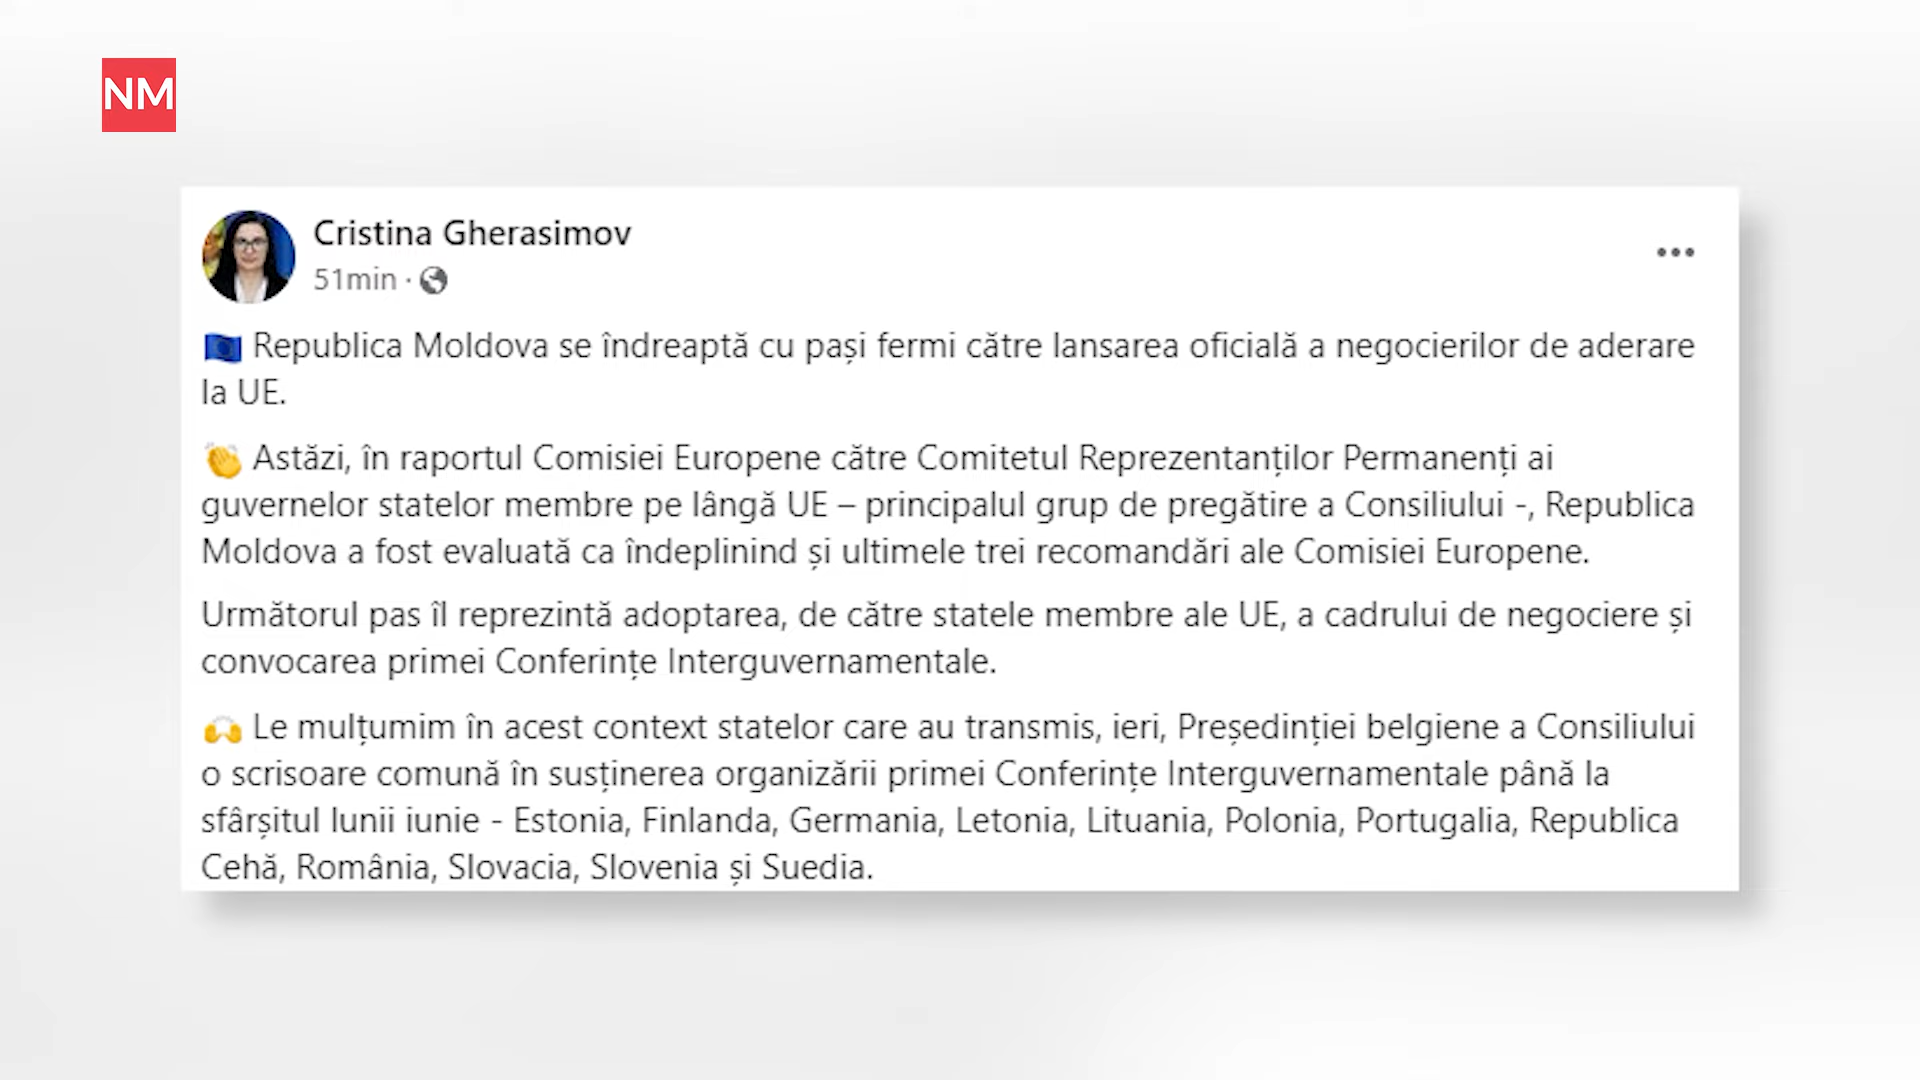 NM
Cristina Gherasimov
51min ·
🇪🇺 Republica Moldova se îndreaptă cu pași fermi către lansarea oficială a negocierilor de aderare
la UE.
👏 Astăzi, în raportul Comisiei Europene către Comitetul Reprezentanților Permanenți ai
guvernelor statelor membre pe lângă UE – principalul grup de pregătire a Consiliului -, Republica
Moldova a fost evaluată ca îndeplinind și ultimele trei recomandări ale Comisiei Europene.
Următorul pas îl reprezintă adoptarea, de către statele membre ale UE, a cadrului de negociere și
convocarea primei Conferințe Interguvernamentale.
🙌 Le mulțumim în acest context statelor care au transmis, ieri, Președinției belgiene a Consiliului
o scrisoare comună în susținerea organizării primei Conferințe Interguvernamentale până la
sfârșitul lunii iunie - Estonia, Finlanda, Germania, Letonia, Lituania, Polonia, Portugalia, Republica
Cehă, România, Slovacia, Slovenia și Suedia.